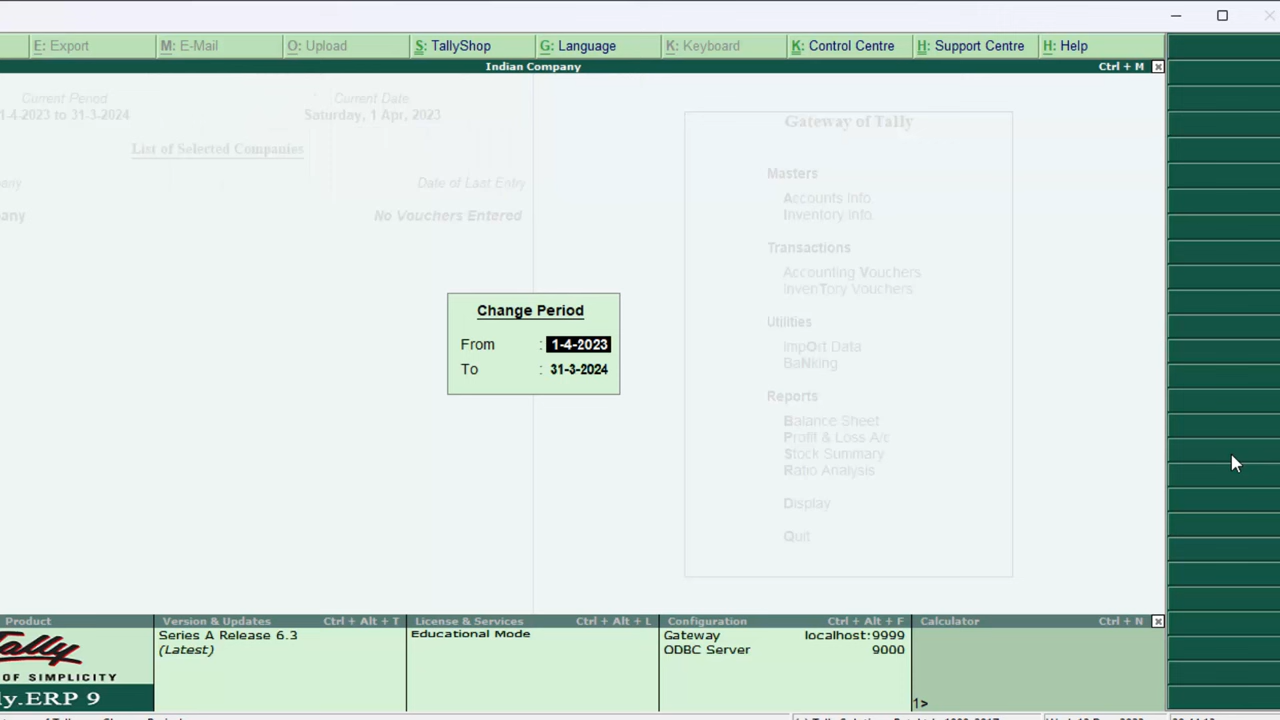 E: Export
M: E-Mail
O: Upload
S: TallyShop
G: Language
K: Keyboard
K: Control Centre
H: Support Centre
H: Help
Indian Company
Ctrl + M
Current Period
1-4-2023 to 31-3-2024
Current Date
Saturday, 1 Apr, 2023
List of Selected Companies
Date of Last Entry
No Vouchers Entered
Gateway of Tally
Masters
Accounts Info.
Inventory Info.
Transactions
Accounting Vouchers
InvenTory Vouchers
Utilities
ImpOrt Data
BaNking
Reports
Balance Sheet
Profit & Loss A/c
Stock Summary
Ratio Analysis
Display
Quit
Change Period
From : 1-4-2023
To : 31-3-2024
Product
Tally
OF SIMPLICITY
ly.ERP 9
Version & Updates Ctrl + Alt + T
Series A Release 6.3
(Latest)
License & Services Ctrl + Alt + L
Educational Mode
Configuration Ctrl + Alt + F
Gateway localhost:9999
ODBC Server 9000
Calculator Ctrl + N
1>